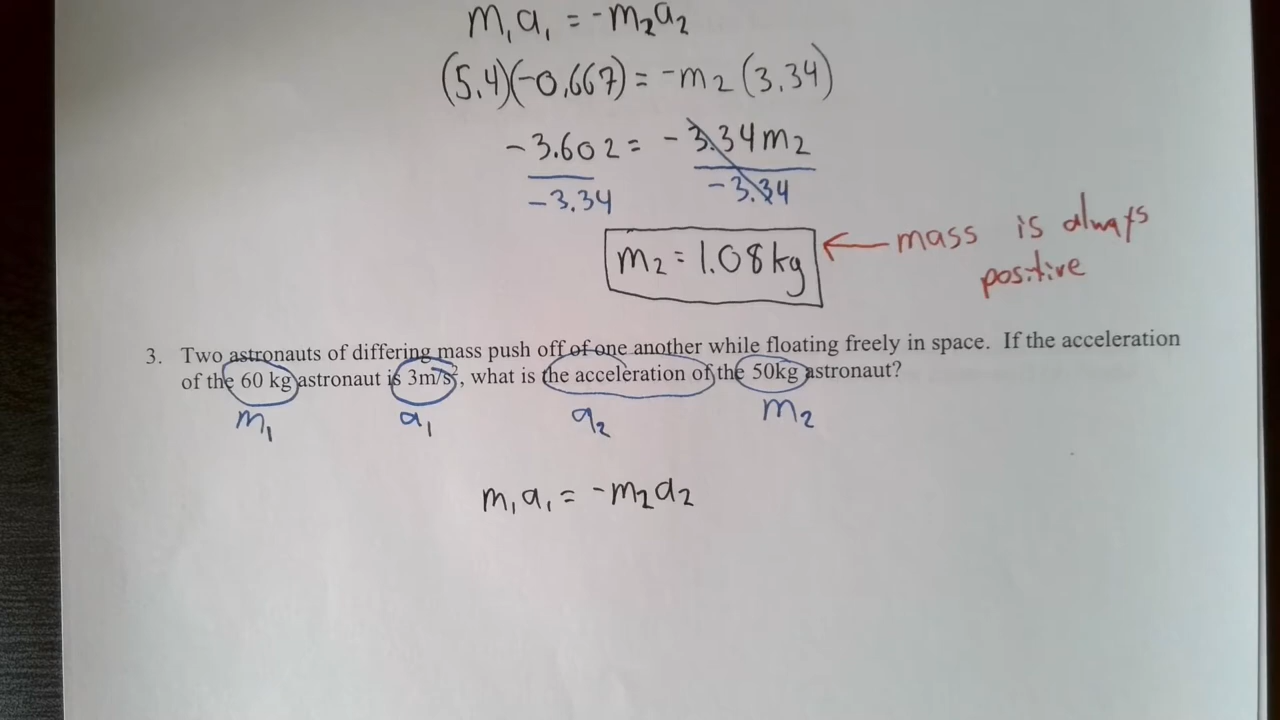 m₁a₁ = -m₂a₂
(5.4)(-0.667) = -m₂(3.34)
-3.602 = -3.34m₂
-3.34 -3.34
m₂ = 1.08kg ← mass is always
positive
3. Two astronauts of differing mass push off of one another while floating freely in space. If the acceleration
of the 60 kg astronaut is 3m/s², what is the acceleration of the 50kg astronaut?
m₁ a₁ a₂ m₂
m₁a₁ = -m₂a₂